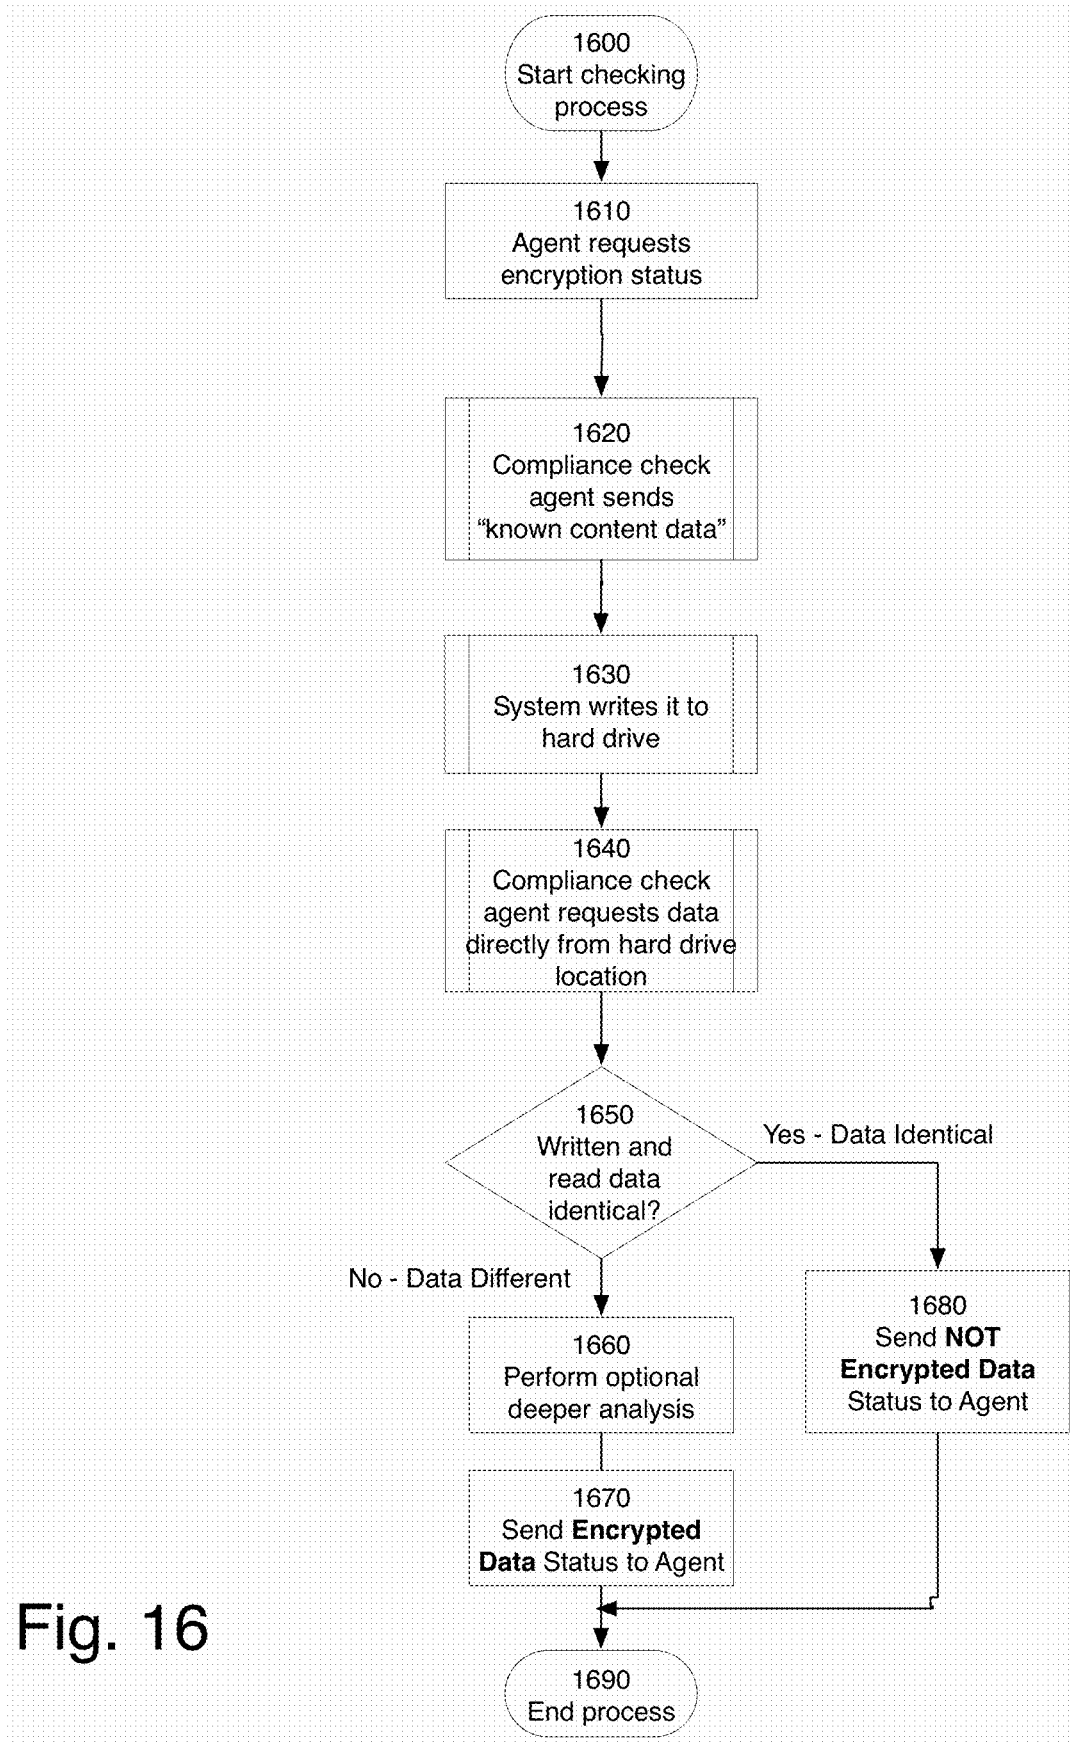 1600
Start checking
process
1610
Agent requests
encryption status
1620
Compliance check
agent sends
“known content data”
1630
System writes it to
hard drive
1640
Compliance check
agent requests data
directly from hard drive
location
1650
Written and
read data
identical?
Yes - Data Identical
No - Data Different
1660
Perform optional
deeper analysis
1680
Send NOT
Encrypted Data
Status to Agent
1670
Send Encrypted
Data Status to Agent
Fig. 16
1690
End process